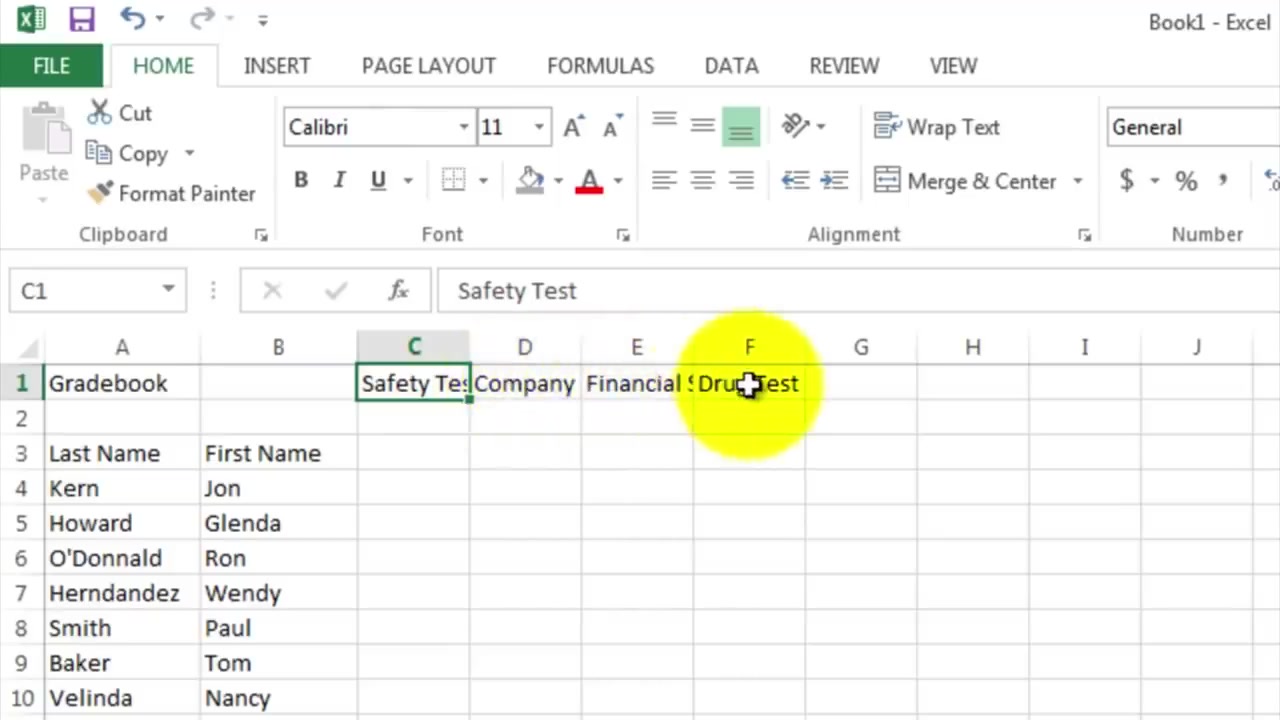 Book1 - Excel
FILE HOME INSERT PAGE LAYOUT FORMULAS DATA REVIEW VIEW
Cut
Copy
Paste
Format Painter
Calibri 11
B I U A
Wrap Text
Merge & Center
General
$ % ,
Clipboard Font Alignment Number
C1 fx Safety Test
A B C D E F G H I J
1 Gradebook Safety Tes Company Financial S Drug Test
2
3 Last Name First Name
4 Kern Jon
5 Howard Glenda
6 O'Donnald Ron
7 Herndandez Wendy
8 Smith Paul
9 Baker Tom
10 Velinda Nancy